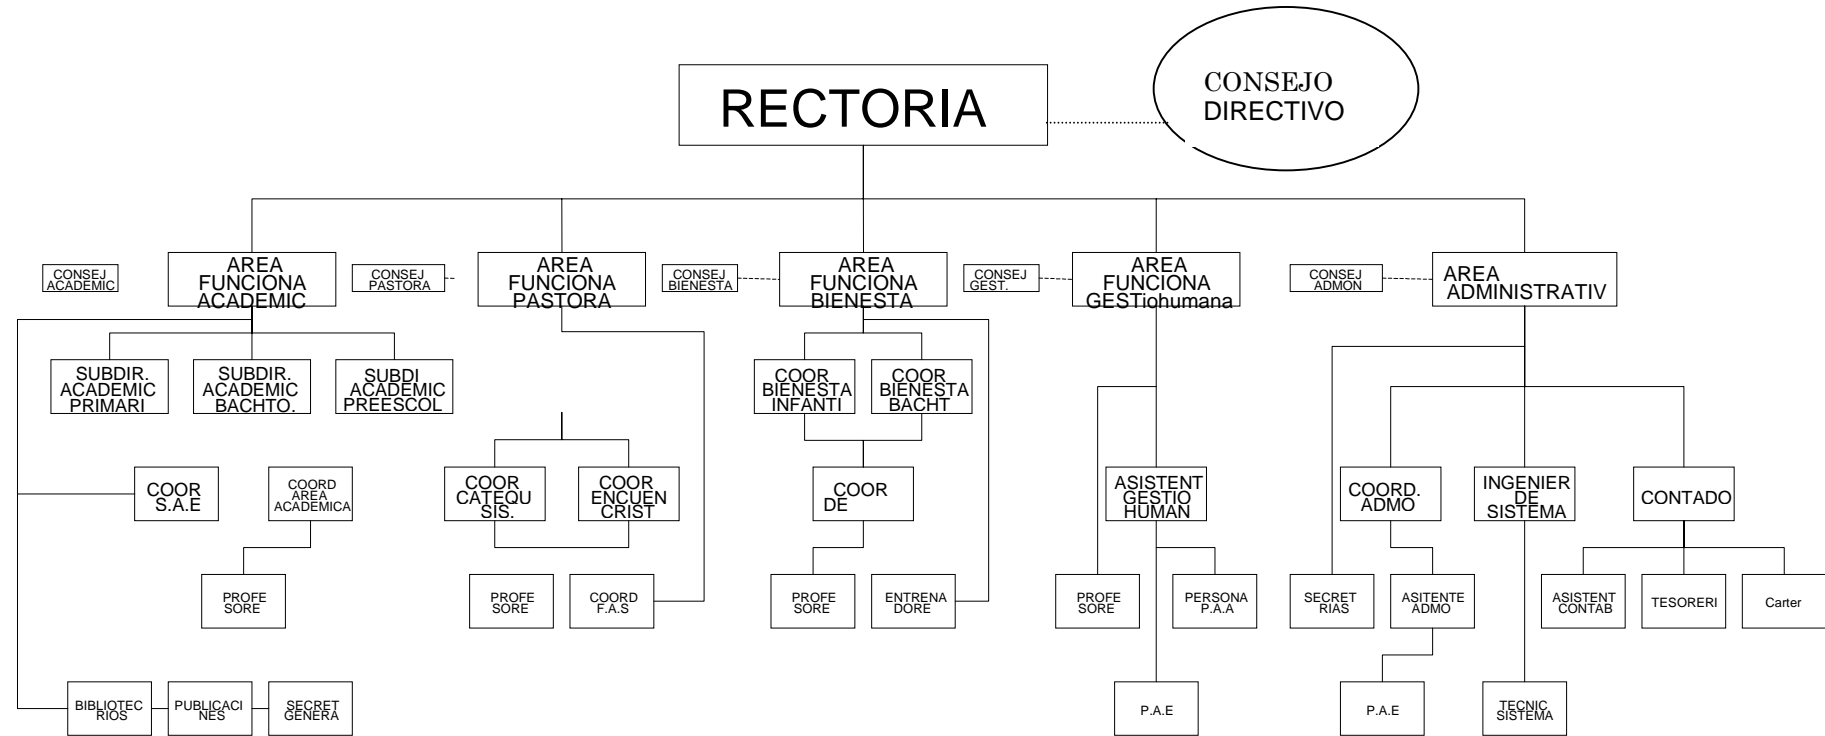 RECTORIA
CONSEJO
DIRECTIVO
CONSEJ
ACADEMIC
AREA
FUNCIONA
ACADEMIC
CONSEJ
PASTORA
AREA
FUNCIONA
PASTORA
CONSEJ
BIENESTA
AREA
FUNCIONA
BIENESTA
CONSEJ
GEST.
AREA
FUNCIONA
GESTiohumana
CONSEJ
ADMON
AREA
ADMINISTRATIV
SUBDIR.
ACADEMIC
PRIMARI
SUBDIR.
ACADEMIC
BACHTO.
SUBDI
ACADEMIC
PREESCOL
COOR
BIENESTA
INFANTI
COOR
BIENESTA
BACHT
COOR
S.A.E
COORD
AREA
ACADEMICA
COOR
CATEQU
SIS.
COOR
ENCUEN
CRIST
COOR
DE
ASISTENT
GESTIO
HUMAN
COORD.
ADMO
INGENIER
DE
SISTEMA
CONTADO
PROFE
SORE
PROFE
SORE
COORD
F.A.S
PROFE
SORE
ENTRENA
DORE
PROFE
SORE
PERSONA
P.A.A
SECRET
RIAS
ASITENTE
ADMO
ASISTENT
CONTAB
TESORERI
Carter
BIBLIOTEC
RIOS
PUBLICACI
NES
SECRET
GENERA
P.A.E
P.A.E
TECNIC
SISTEMA